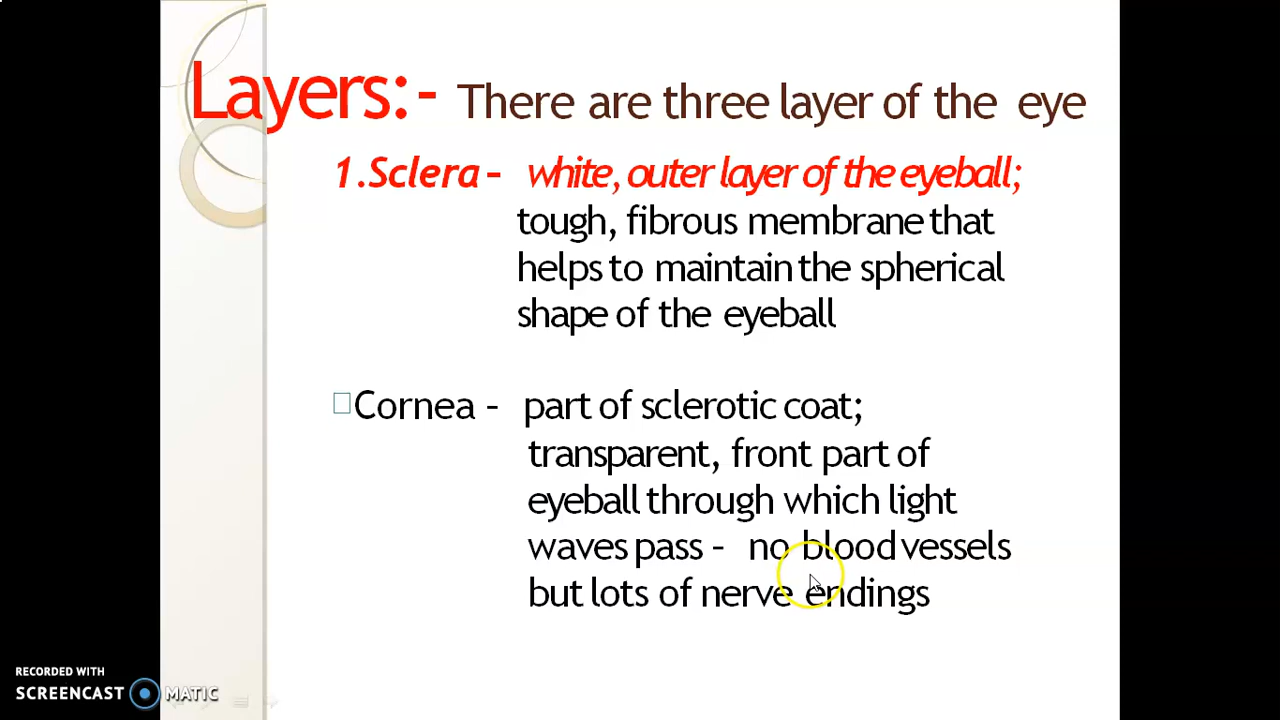 Layers:- There are three layer of the eye
1.Sclera – white, outer layer of the eyeball;
tough, fibrous membrane that
helps to maintain the spherical
shape of the eyeball
Cornea – part of sclerotic coat;
transparent, front part of
eyeball through which light
waves pass – no blood vessels
but lots of nerve endings
RECORDED WITH
SCREENCAST MATIC